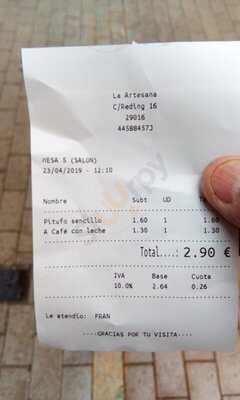 La Artesana
C/Reding 16
29016
44588457J
MESA 5 (SALON)
23/04/2019 - 12:10
Nombre Subt UD
Pitufo sencillo 1.60 1 1.60
A Café con leche 1.30 1 1.30
Total....: 2.90 €
IVA Base Cuota
10.0% 2.64 0.26
Le atendio: FRAN
----GRACIAS POR TU VISITA----